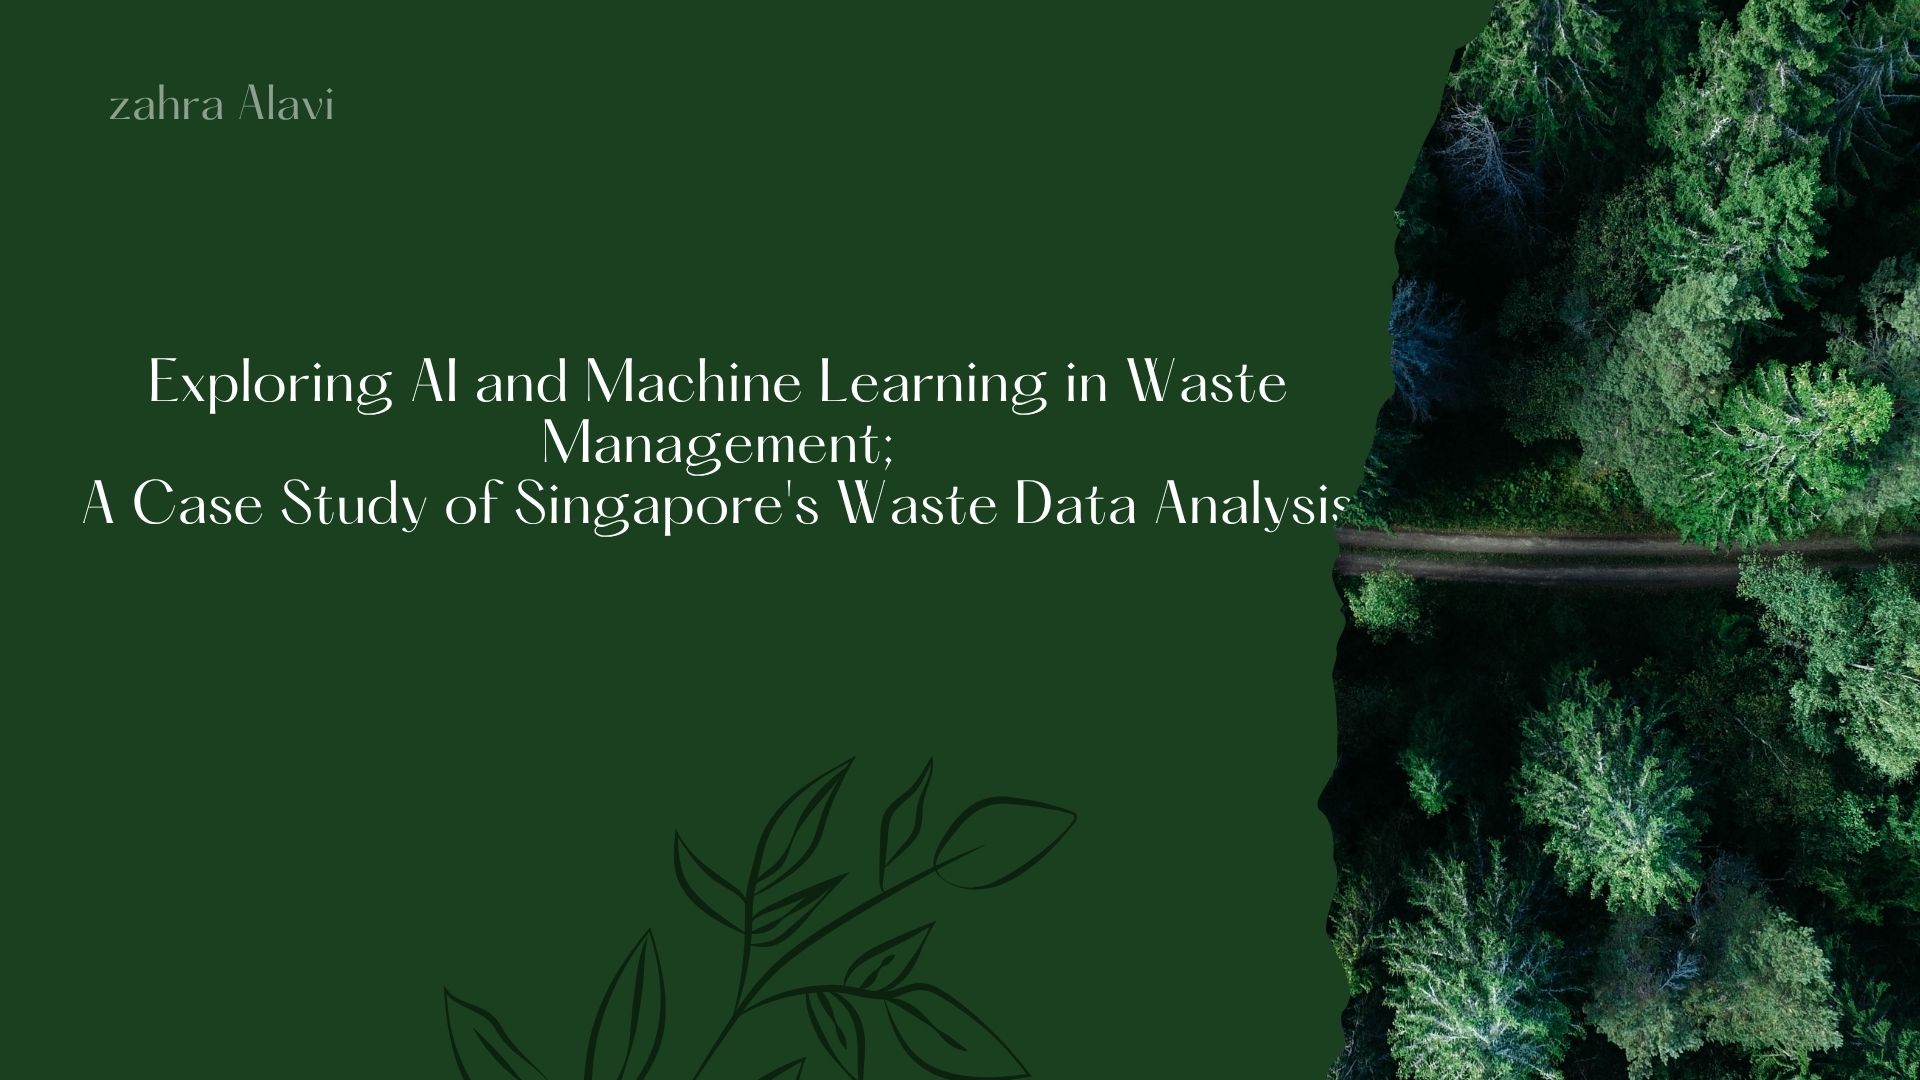 zahra Alavi
Exploring AI and Machine Learning in Waste
Management;
A Case Study of Singapore's Waste Data Analysis